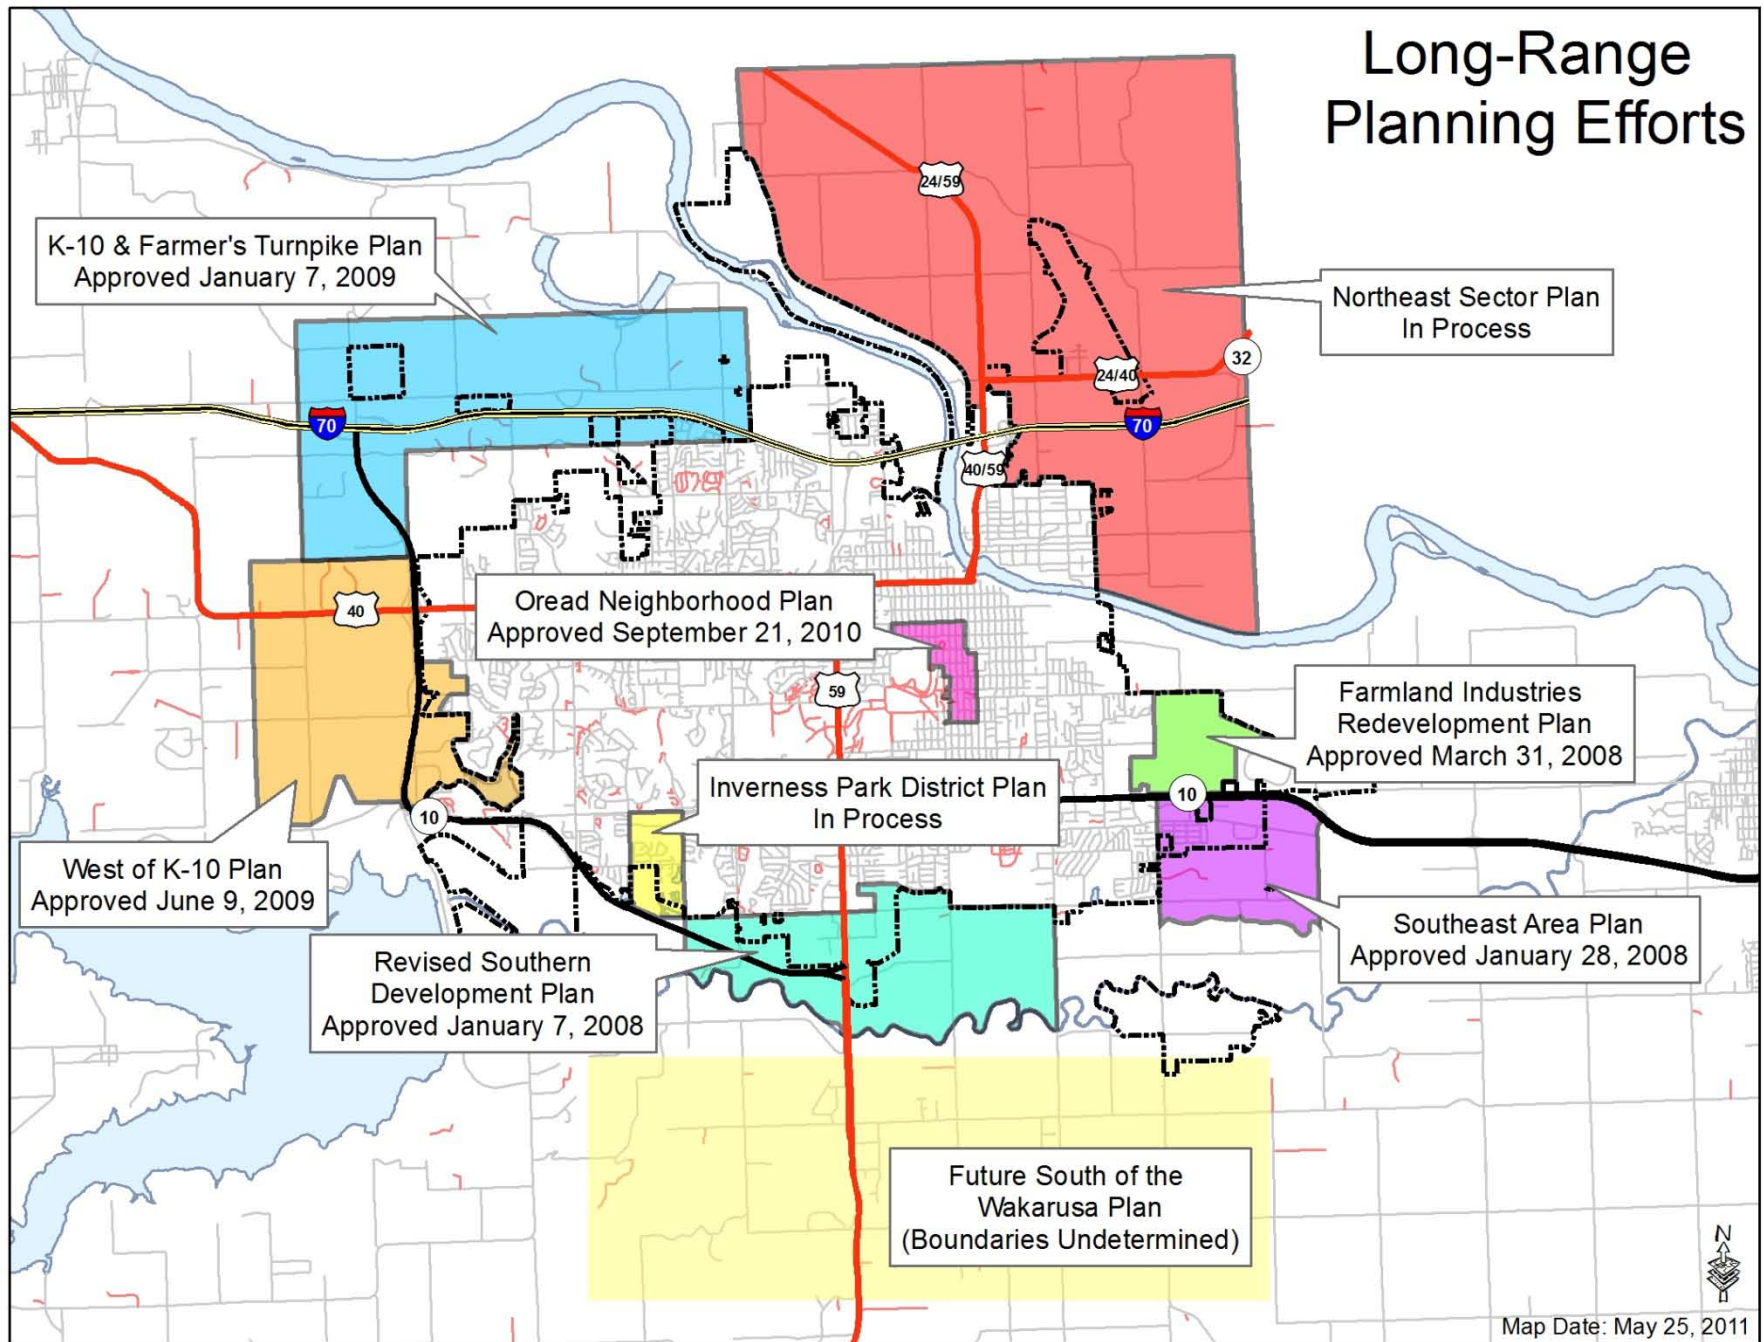 Long-Range
Planning Efforts
24/59
K-10 & Farmer's Turnpike Plan
Approved January 7, 2009
Northeast Sector Plan
In Process
32
24/40
70
70
40/59
Oread Neighborhood Plan
Approved September 21, 2010
40
59
Farmland Industries
Redevelopment Plan
Approved March 31, 2008
Inverness Park District Plan
In Process
10
10
West of K-10 Plan
Approved June 9, 2009
Southeast Area Plan
Approved January 28, 2008
Revised Southern
Development Plan
Approved January 7, 2008
Future South of the
Wakarusa Plan
(Boundaries Undetermined)
N
Map Date: May 25, 2011